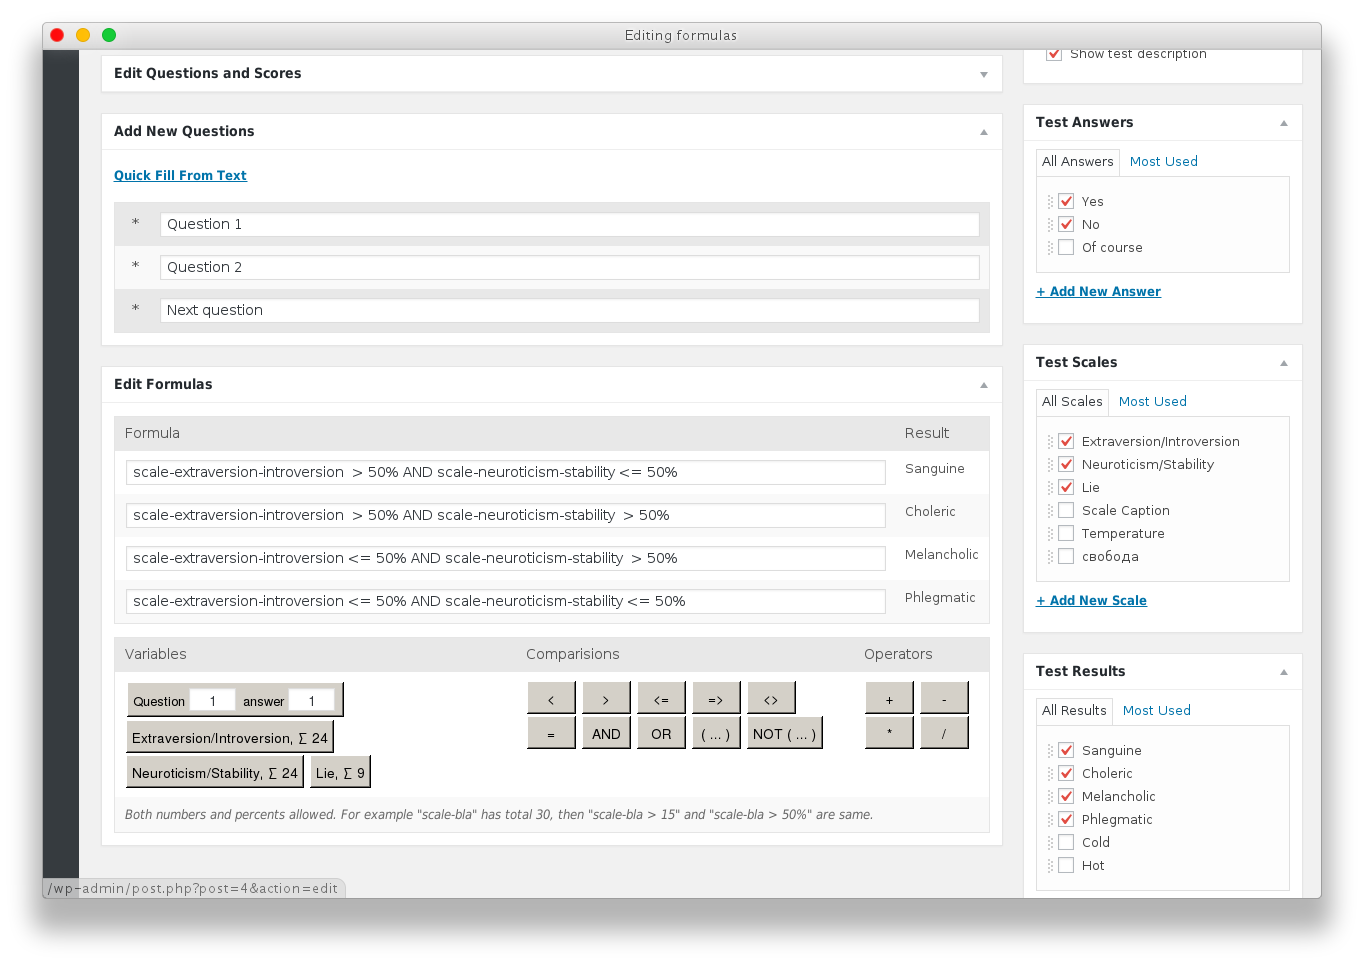 Editing formulas
Edit Questions and Scores
Add New Questions
Quick Fill From Text
* Question 1
* Question 2
* Next question
Edit Formulas
Formula Result
scale-extraversion-introversion  > 50% AND scale-neuroticism-stability <= 50% Sanguine
scale-extraversion-introversion  > 50% AND scale-neuroticism-stability  > 50% Choleric
scale-extraversion-introversion <= 50% AND scale-neuroticism-stability  > 50% Melancholic
scale-extraversion-introversion <= 50% AND scale-neuroticism-stability <= 50% Phlegmatic
Variables Comparisions Operators
Question 1 answer 1
Extraversion/Introversion, Σ 24
Neuroticism/Stability, Σ 24 Lie, Σ 9
< > <= => <>
= AND OR ( ... ) NOT ( ... )
+ -
* /
Both numbers and percents allowed. For example "scale-bla" has total 30, then "scale-bla > 15" and "scale-bla > 50%" are same.
Show test description
Test Answers
All Answers Most Used
Yes
No
Of course
+ Add New Answer
Test Scales
All Scales Most Used
Extraversion/Introversion
Neuroticism/Stability
Lie
Scale Caption
Temperature
свобода
+ Add New Scale
Test Results
All Results Most Used
Sanguine
Choleric
Melancholic
Phlegmatic
Cold
Hot
/wp-admin/post.php?post=4&action=edit